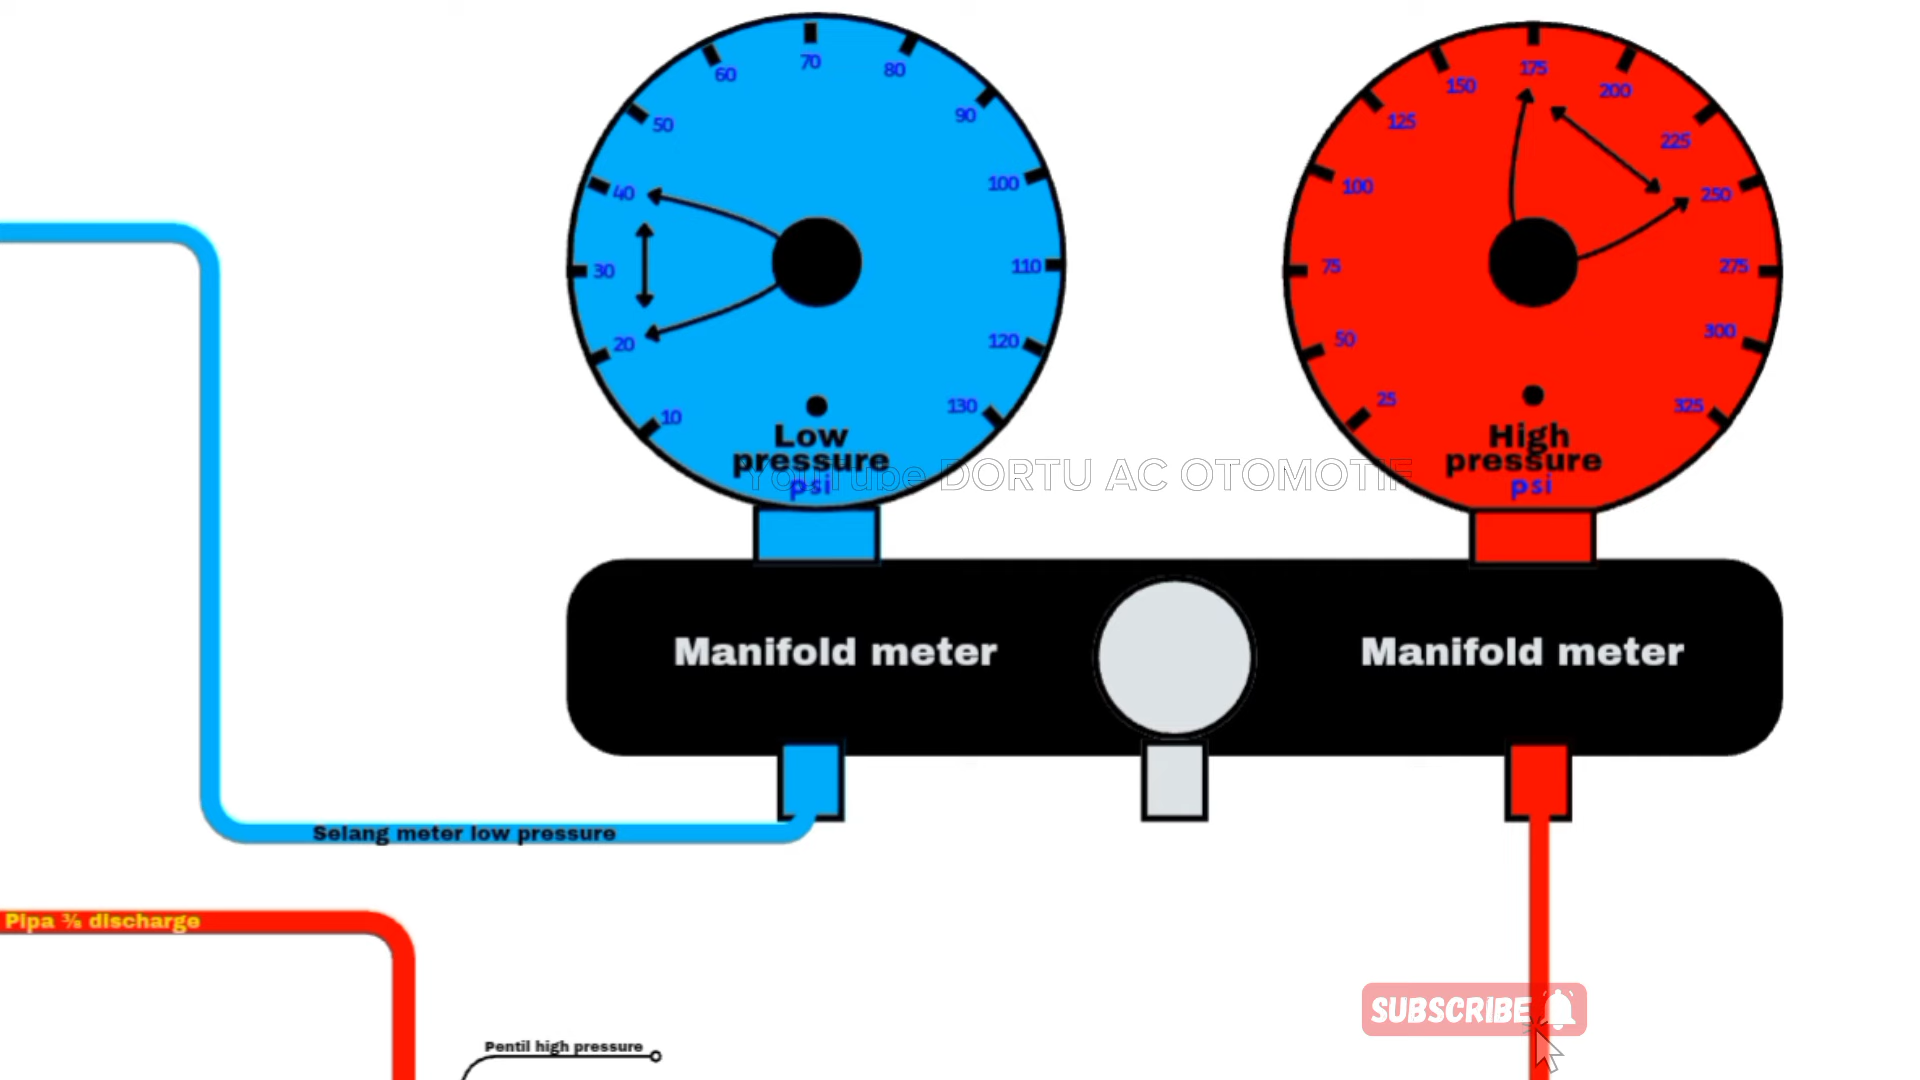 70
60
80
50
90
40
100
30
110
20
120
10
130
Low
pressure
psi
175
150
200
125
225
100
250
75
275
50
300
25
325
High
pressure
psi
Youtube DORTU AC OTOMOTIF
Manifold meter
Manifold meter
Selang meter low pressure
Pipa ⅜ discharge
SUBSCRIBE
Pentil high pressure